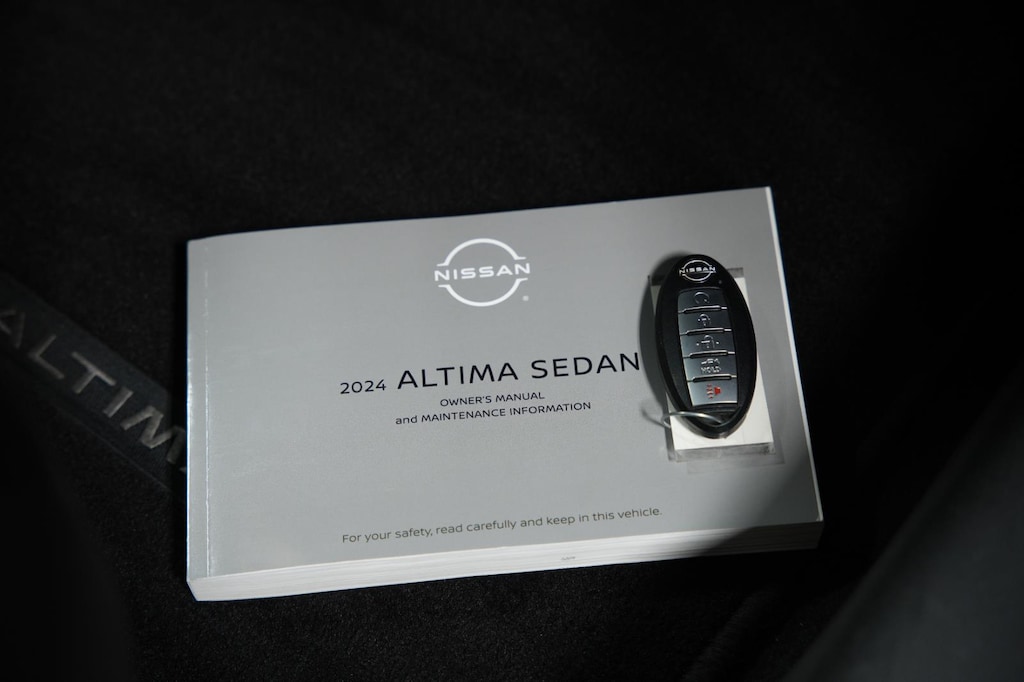 NISSAN
2024 ALTIMA SEDAN
OWNER'S MANUAL
and MAINTENANCE INFORMATION
For your safety, read carefully and keep in this vehicle.
NISSAN
HOLD
ALTIM